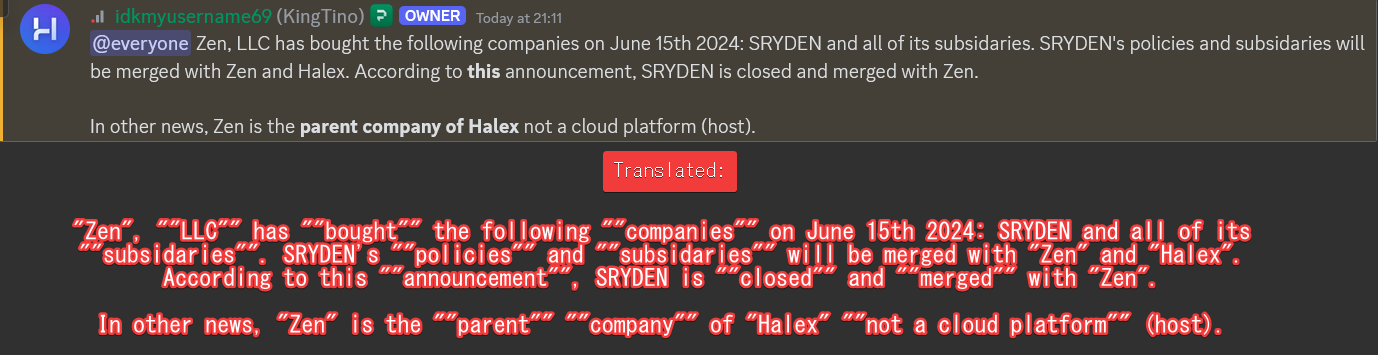 idkmyusername69 (KingTino) OWNER Today at 21:11
@everyone Zen, LLC has bought the following companies on June 15th 2024: SRYDEN and all of its subsidaries. SRYDEN's policies and subsidaries will
be merged with Zen and Halex. According to this announcement, SRYDEN is closed and merged with Zen.
In other news, Zen is the parent company of Halex not a cloud platform (host).
Translated:
"Zen", ""LLC"" has ""bought"" the following ""companies"" on June 15th 2024: SRYDEN and all of its
""subsidaries"". SRYDEN's ""policies"" and ""subsidaries"" will be merged with "Zen" and "Halex".
According to this ""announcement"", SRYDEN is ""closed"" and ""merged"" with "Zen".
In other news, "Zen" is the ""parent"" ""company"" of "Halex" ""not a cloud platform"" (host).